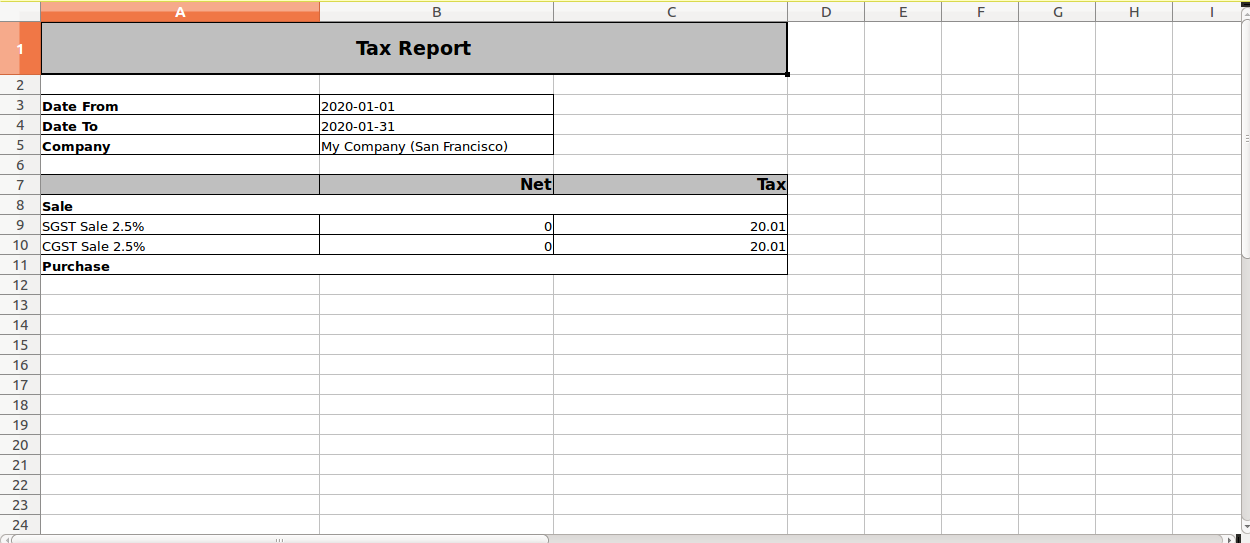 A B C D E F G H I
1 Tax Report
2
3 Date From 2020-01-01
4 Date To 2020-01-31
5 Company My Company (San Francisco)
6
7 Net Tax
8 Sale
9 SGST Sale 2.5% 0 20.01
10 CGST Sale 2.5% 0 20.01
11 Purchase
12
13
14
15
16
17
18
19
20
21
22
23
24